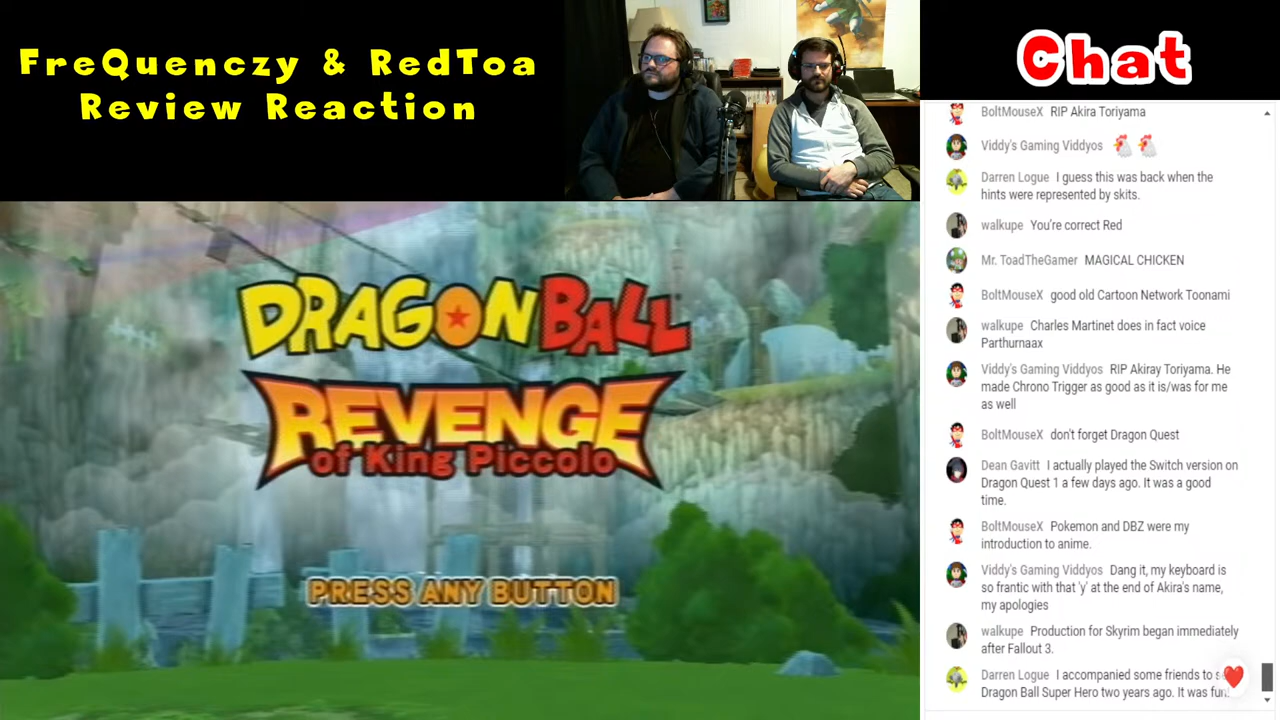 FreQuenczy & RedToa
Review Reaction
DRAGON BALL
REVENGE
of King Piccolo
PRESS ANY BUTTON
Chat
BoltMouseX RIP Akira Toriyama
Viddy's Gaming Viddyos
Darren Logue I guess this was back when the
hints were represented by skits.
walkupe You're correct Red
Mr. ToadTheGamer MAGICAL CHICKEN
BoltMouseX good old Cartoon Network Toonami
walkupe Charles Martinet does in fact voice
Parthurnaax
Viddy's Gaming Viddyos RIP Akiray Toriyama. He
made Chrono Trigger as good as it is/was for me
as well
BoltMouseX don't forget Dragon Quest
Dean Gavitt I actually played the Switch version on
Dragon Quest 1 a few days ago. It was a good
time.
BoltMouseX Pokemon and DBZ were my
introduction to anime.
Viddy's Gaming Viddyos Dang it, my keyboard is
so frantic with that 'y' at the end of Akira's name,
my apologies
walkupe Production for Skyrim began immediately
after Fallout 3.
Darren Logue I accompanied some friends to
Dragon Ball Super Hero two years ago. It was fun.